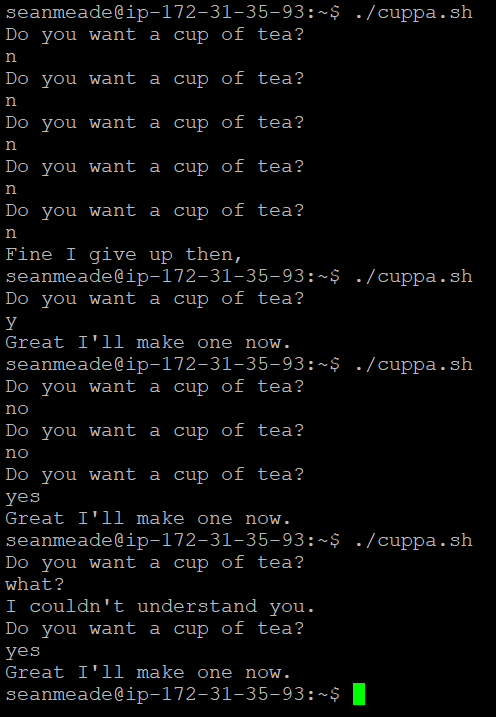 seanmeade@ip-172-31-35-93:~$ ./cuppa.sh
Do you want a cup of tea?
n
Do you want a cup of tea?
n
Do you want a cup of tea?
n
Do you want a cup of tea?
n
Do you want a cup of tea?
n
Fine I give up then,
seanmeade@ip-172-31-35-93:~$ ./cuppa.sh
Do you want a cup of tea?
y
Great I'll make one now.
seanmeade@ip-172-31-35-93:~$ ./cuppa.sh
Do you want a cup of tea?
no
Do you want a cup of tea?
no
Do you want a cup of tea?
yes
Great I'll make one now.
seanmeade@ip-172-31-35-93:~$ ./cuppa.sh
Do you want a cup of tea?
what?
I couldn't understand you.
Do you want a cup of tea?
yes
Great I'll make one now.
seanmeade@ip-172-31-35-93:~$